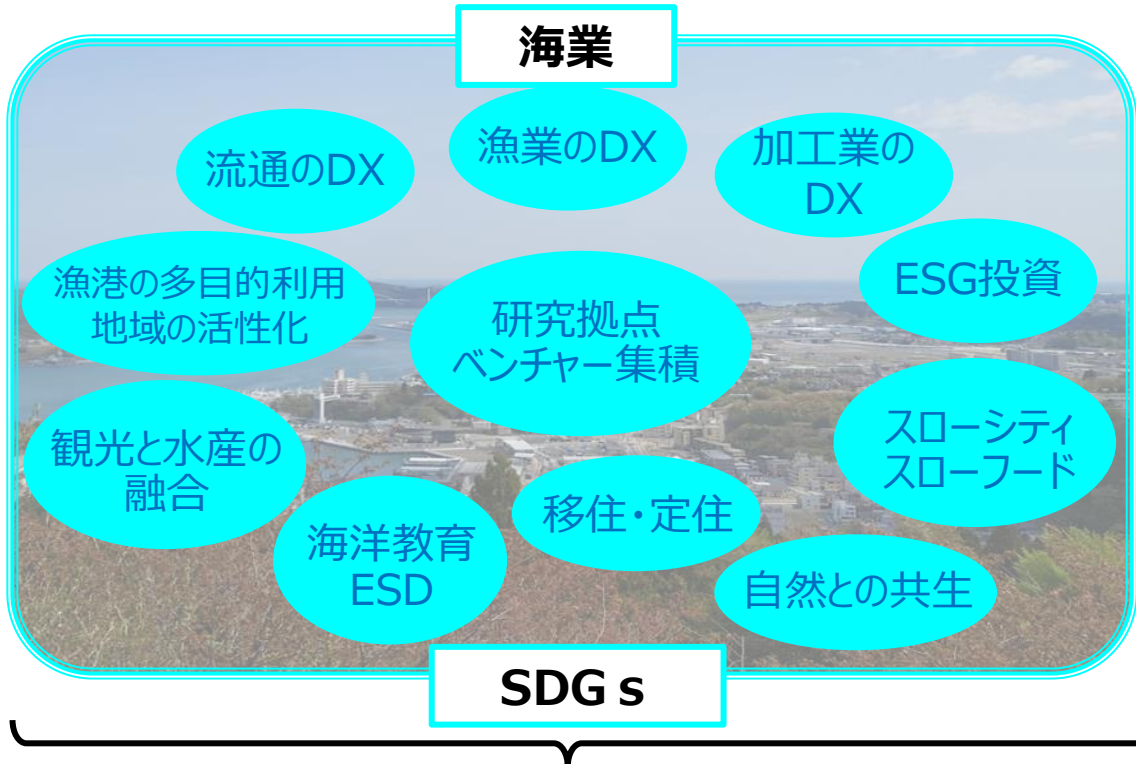 海業
流通のDX
漁業のDX
加工業の
DX
漁港の多目的利用
地域の活性化
研究拠点
ベンチャー集積
ESG投資
観光と水産の
融合
スローシティ
スローフード
海洋教育
ESD
移住・定住
自然との共生
SDGｓ